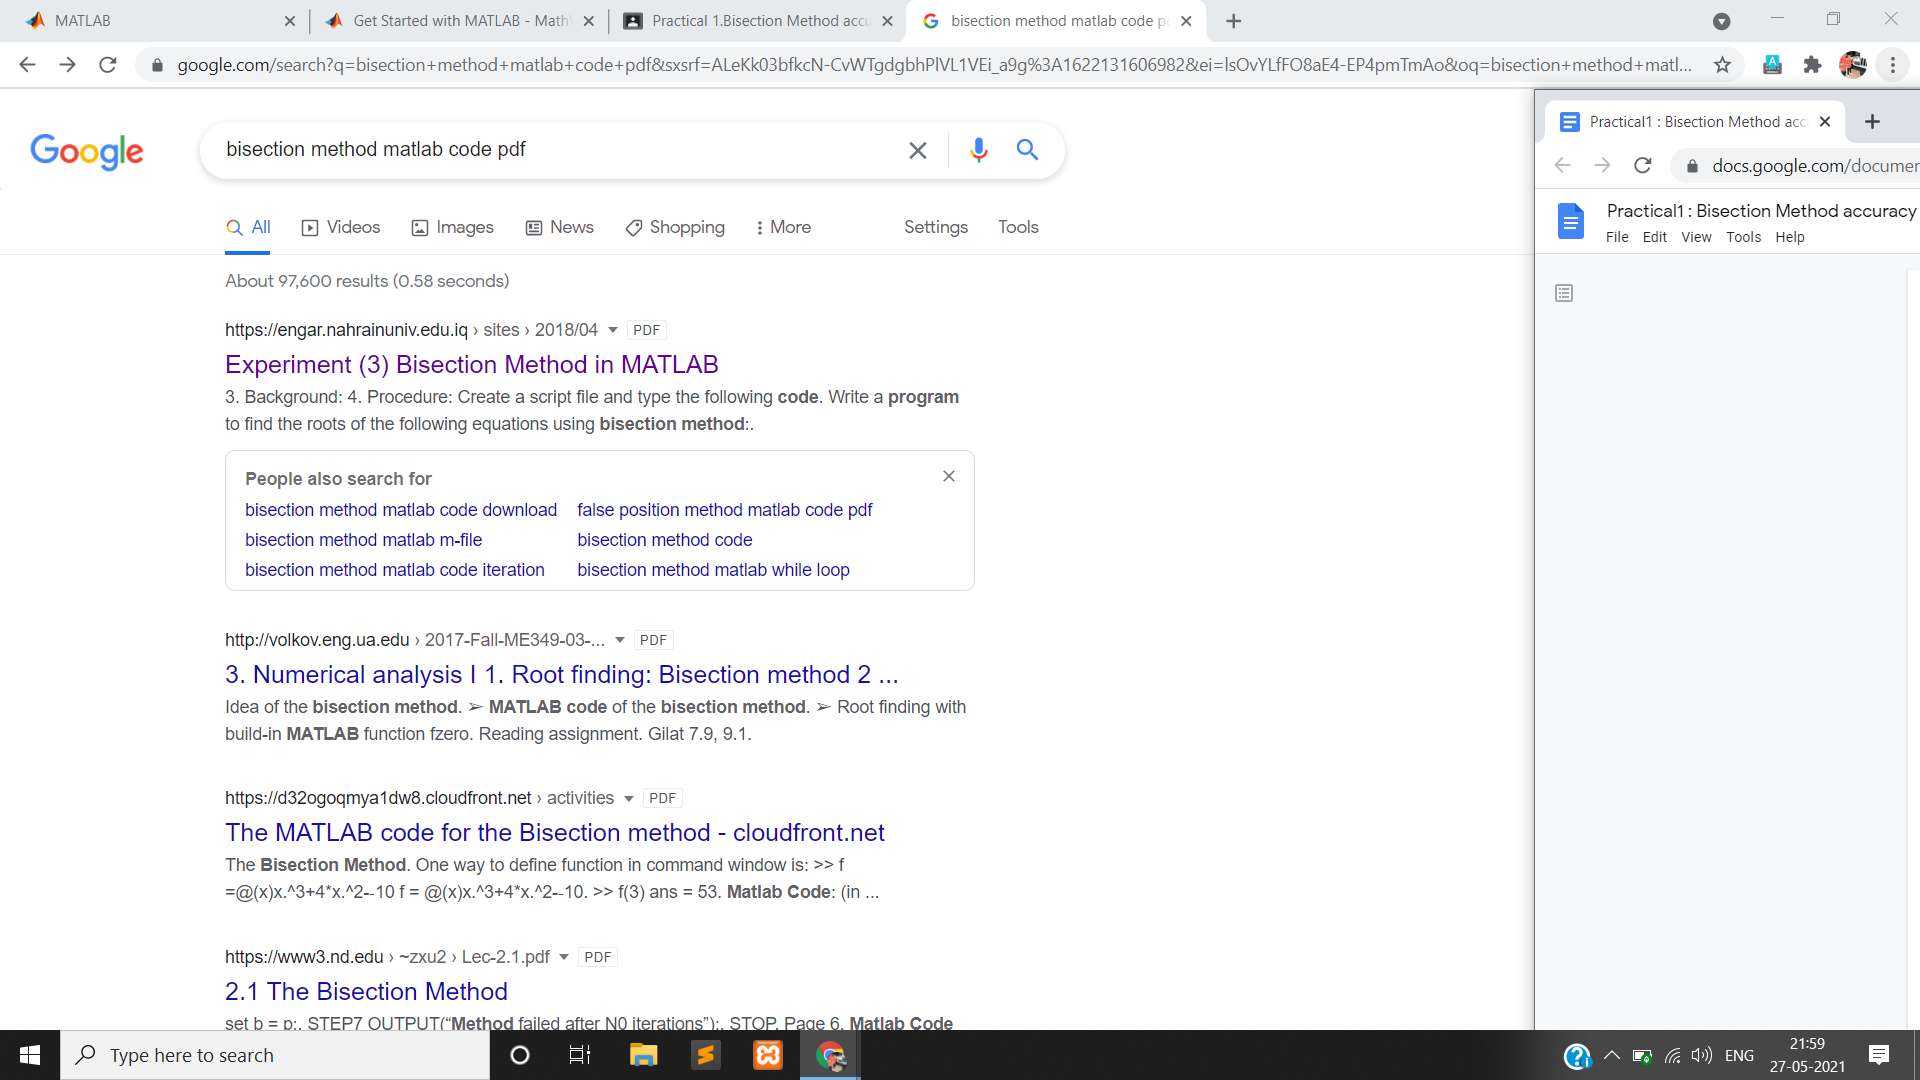 MATLAB
Get Started with MATLAB - Math
Practical 1.Bisection Method accu
bisection method matlab code p
google.com/search?q=bisection+method+matlab+code+pdf&sxsrf=ALeKk03bfkcN-CvWTgdgbhPlVL1VEi_a9g%3A1622131606982&ei=lsOvYLfFO8aE4-EP4pmTmAo&oq=bisection+method+matl...
Google
bisection method matlab code pdf
All Videos Images News Shopping More Settings Tools
About 97,600 results (0.58 seconds)
https://engar.nahrainuniv.edu.iq › sites › 2018/04 PDF
Experiment (3) Bisection Method in MATLAB
3. Background: 4. Procedure: Create a script file and type the following code. Write a program
to find the roots of the following equations using bisection method:.
People also search for
bisection method matlab code download false position method matlab code pdf
bisection method matlab m-file bisection method code
bisection method matlab code iteration bisection method matlab while loop
http://volkov.eng.ua.edu › 2017-Fall-ME349-03-... PDF
3. Numerical analysis I 1. Root finding: Bisection method 2 ...
Idea of the bisection method. ➢ MATLAB code of the bisection method. ➢ Root finding with
build-in MATLAB function fzero. Reading assignment. Gilat 7.9, 9.1.
https://d32ogoqmya1dw8.cloudfront.net › activities PDF
The MATLAB code for the Bisection method - cloudfront.net
The Bisection Method. One way to define function in command window is: >> f
=@(x)x.^3+4*x.^2-‐10 f = @(x)x.^3+4*x.^2-‐10. >> f(3) ans = 53. Matlab Code: (in ...
https://www3.nd.edu › ~zxu2 › Lec-2.1.pdf PDF
2.1 The Bisection Method
set b = p;. STEP7 OUTPUT(“Method failed after N0 iterations”);. STOP. Page 6. Matlab Code
Practical1 : Bisection Method acc
docs.google.com/documen
Practical1 : Bisection Method accuracy
File Edit View Tools Help
Type here to search
ENG
21:59
27-05-2021